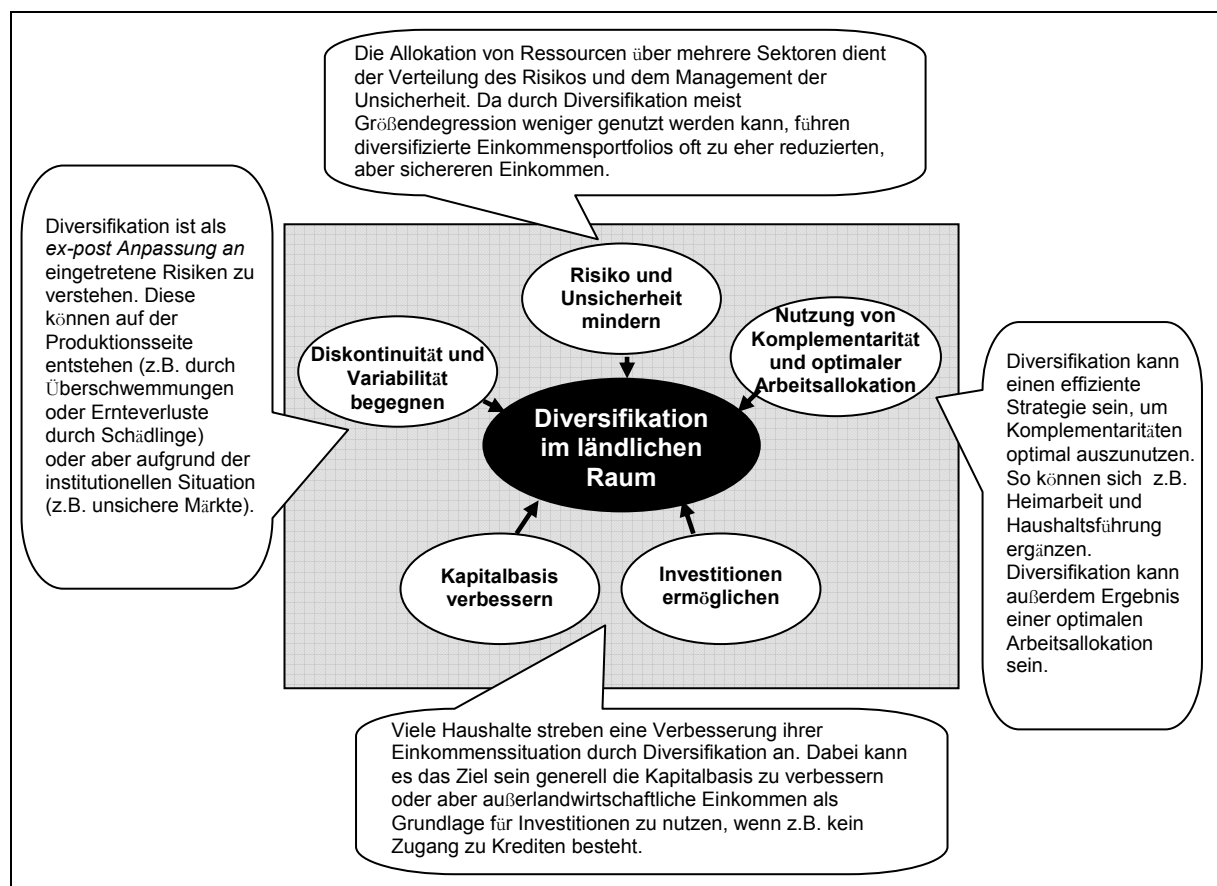 Die Allokation von Ressourcen über mehrere Sektoren dient
der Verteilung des Risikos und dem Management der
Unsicherheit. Da durch Diversifikation meist
Größendegression weniger genutzt werden kann, führen
diversifizierte Einkommensportfolios oft zu eher reduzierten,
aber sichereren Einkommen.
Diversifikation ist als
ex-post Anpassung an
eingetretene Risiken zu
verstehen. Diese
können auf der
Produktionsseite
entstehen (z.B. durch
Überschwemmungen
oder Ernteverluste
durch Schädlinge)
oder aber aufgrund der
institutionellen Situation
(z.B. unsichere Märkte).
Risiko und
Unsicherheit
mindern
Diskontinuität und
Variabilität
begegnen
Nutzung von
Komplementarität
und optimaler
Arbeitsallokation
Diversifikation
im ländlichen
Raum
Kapitalbasis
verbessern
Investitionen
ermöglichen
Diversifikation kann
einen effiziente
Strategie sein, um
Komplementaritäten
optimal auszunutzen.
So können sich z.B.
Heimarbeit und
Haushaltsführung
ergänzen.
Diversifikation kann
außerdem Ergebnis
einer optimalen
Arbeitsallokation
sein.
Viele Haushalte streben eine Verbesserung ihrer
Einkommenssituation durch Diversifikation an. Dabei kann
es das Ziel sein generell die Kapitalbasis zu verbessern
oder aber außerlandwirtschaftliche Einkommen als
Grundlage für Investitionen zu nutzen, wenn z.B. kein
Zugang zu Krediten besteht.